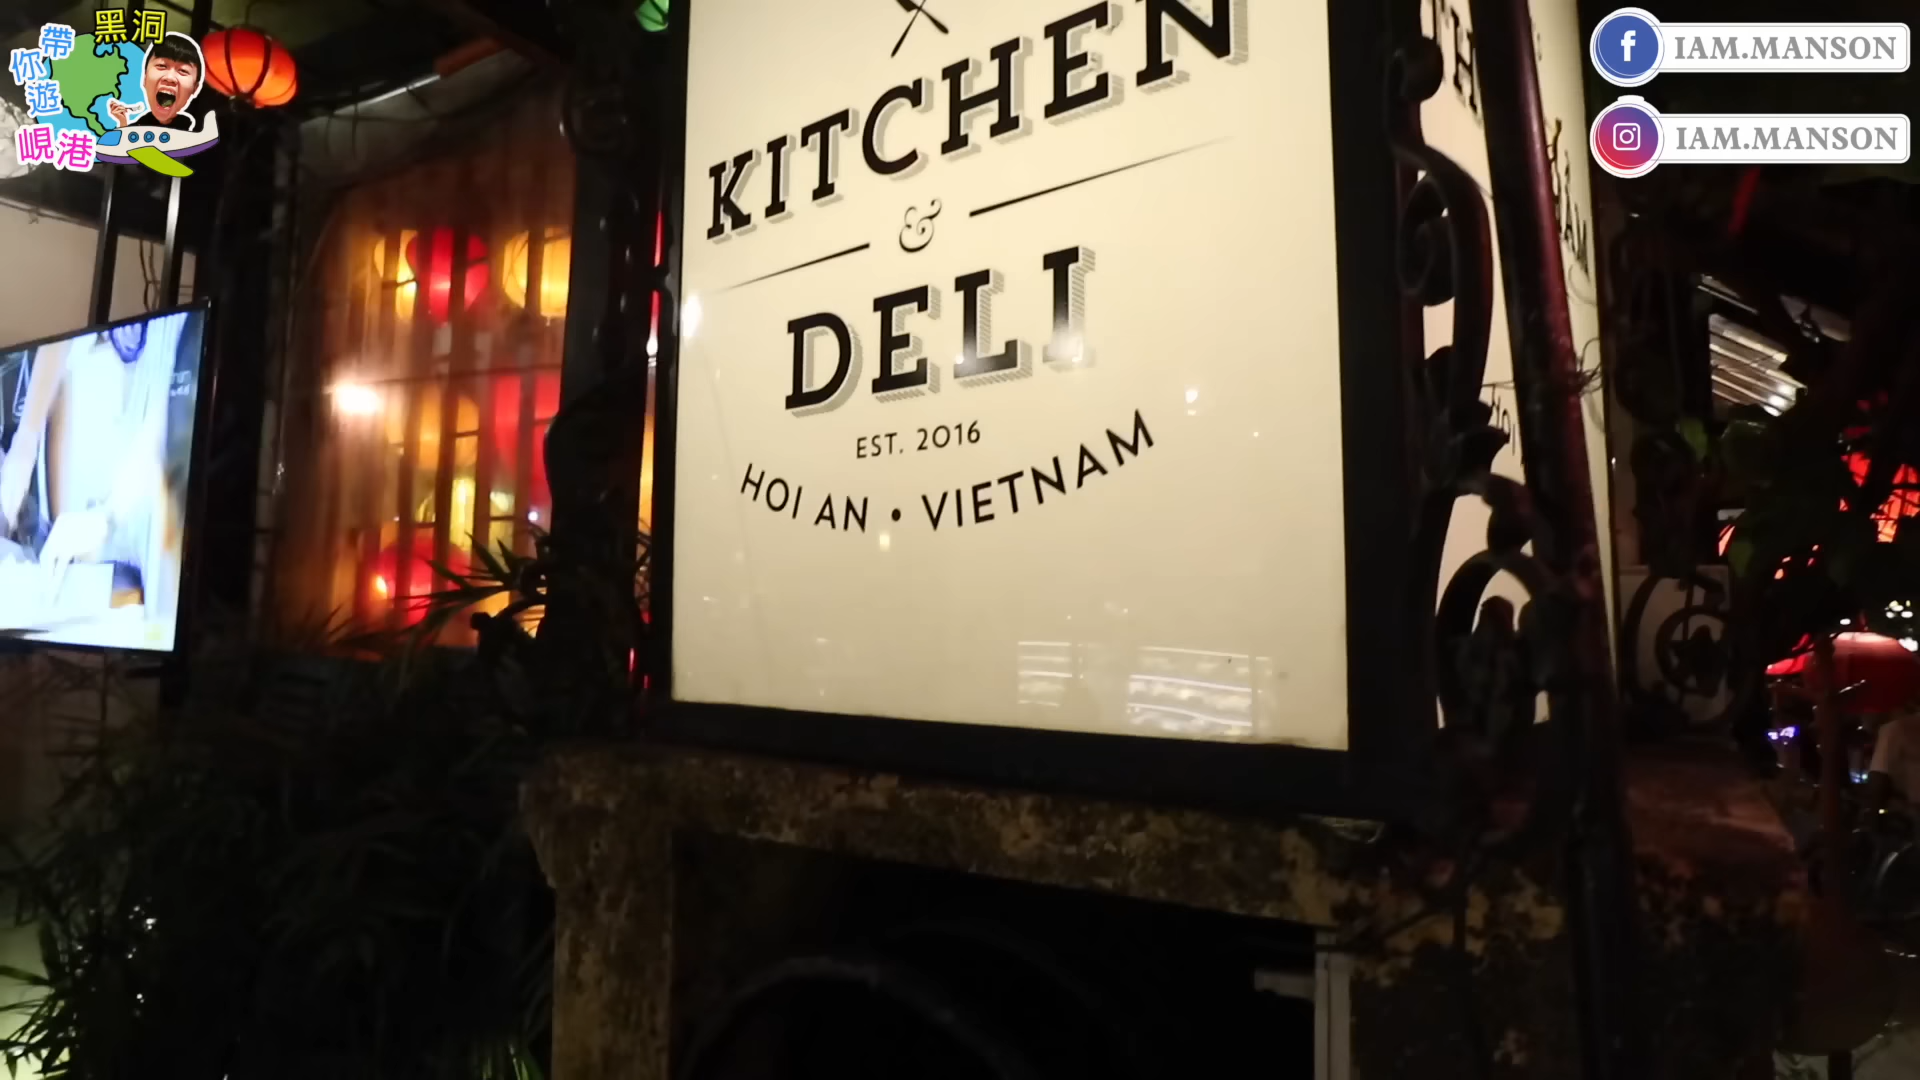 黑洞
帶
你
遊
峴港
IAM.MANSON
IAM.MANSON
KITCHEN
&
DELI
EST. 2016
HOI AN • VIETNAM